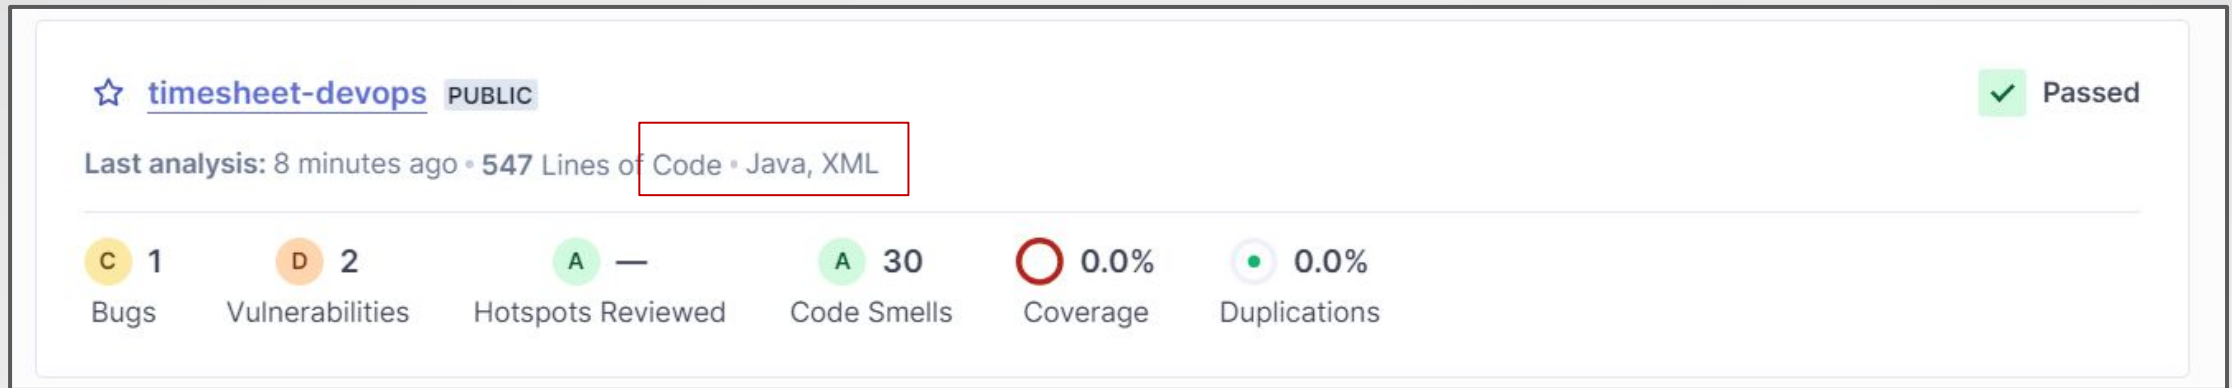 timesheet-devops PUBLIC Passed
Last analysis: 8 minutes ago • 547 Lines of Code • Java, XML
C 1 D 2 A — A 30 0.0% 0.0%
Bugs Vulnerabilities Hotspots Reviewed Code Smells Coverage Duplications